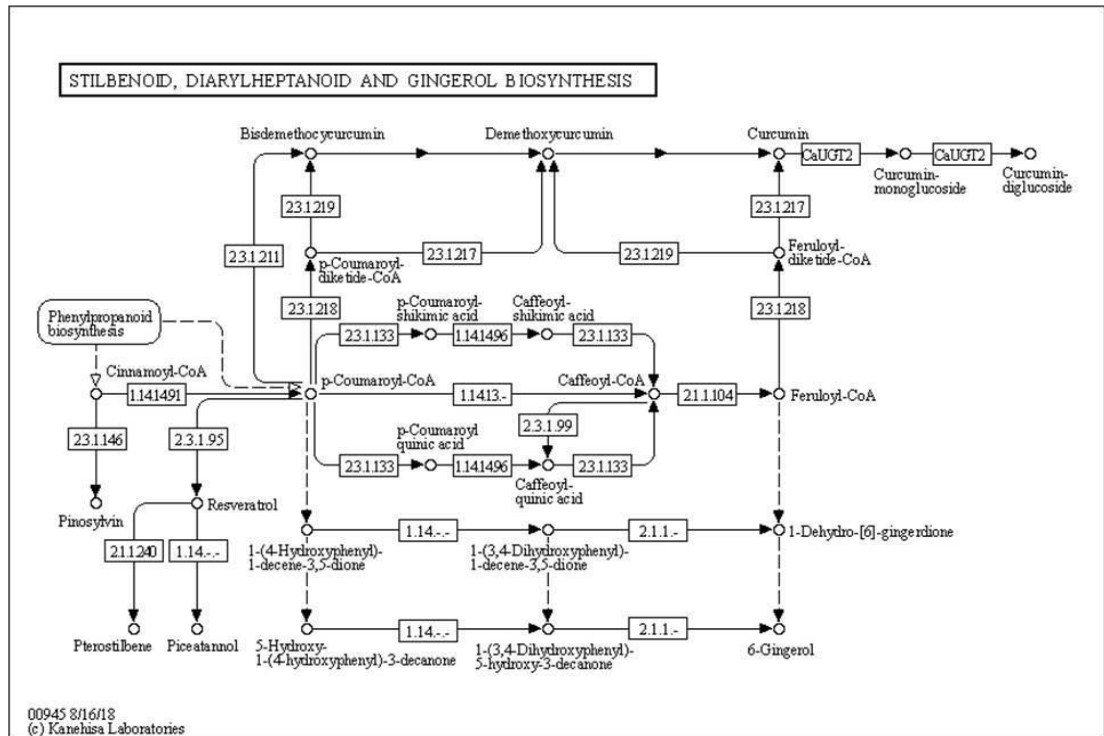 STILBENOID, DIARYLHEPTANOID AND GINGEROL BIOSYNTHESIS
Bisdemethocycurcumin
Demethoxycurcumin
Curcumin
CaUGT2
CaUGT2
Curcumin-
monoglucoside
Curcumin-
diglucoside
2.3.1.219
2.3.1.217
2.3.1.211
p-Coumaroyl-
diketide-CoA
2.3.1.217
2.3.1.219
Feruloyl-
diketide-CoA
2.3.1.218
2.3.1.218
Phenylpropanoid
biosynthesis
p-Coumaroyl-
shikimic acid
Caffeoyl-
shikimic acid
2.3.1.133
1.14.14.96
2.3.1.133
Cinnamoyl-CoA
1.14.14.91
p-Coumaroyl-CoA
1.14.13.-
Caffeoyl-CoA
2.1.1.104
Feruloyl-CoA
2.3.1.146
2.3.1.95
2.3.1.99
p-Coumaroyl
quinic acid
2.3.1.133
1.14.14.96
2.3.1.133
Caffeoyl-
quinic acid
Pinosylvin
Resveratrol
1.14.-.-
2.1.1.-
1-(4-Hydroxyphenyl)-
1-decene-3,5-dione
1-(3,4-Dihydroxyphenyl)-
1-decene-3,5-dione
1-Dehydro-[6]-gingerdione
2.1.1.240
1.14.-.-
1.14.-.-
2.1.1.-
Pterostilbene
Piceatannol
5-Hydroxy-
1-(4-hydroxyphenyl)-3-decanone
1-(3,4-Dihydroxyphenyl)-
5-hydroxy-3-decanone
6-Gingerol
00945 8/16/18
(c) Kanehisa Laboratories